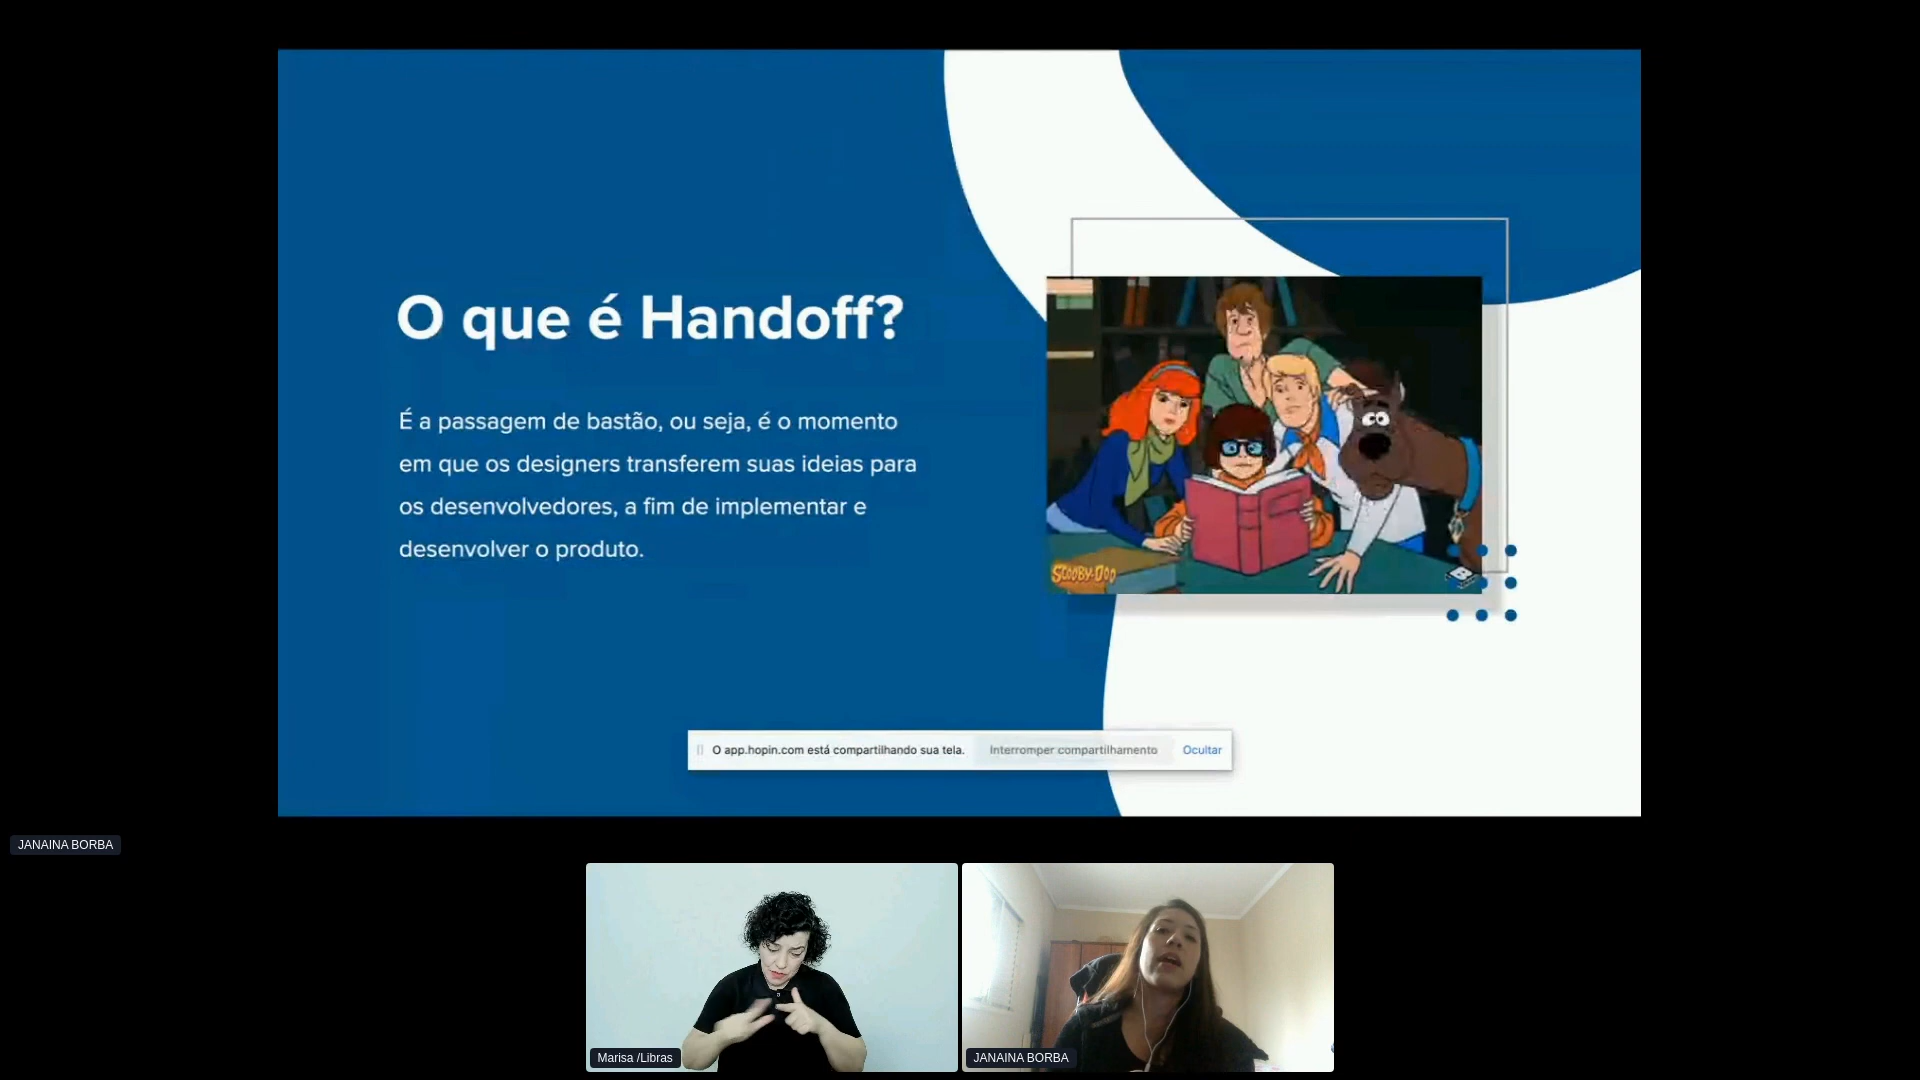 O que é Handoff?
É a passagem de bastão, ou seja, é o momento
em que os designers transferem suas ideias para
os desenvolvedores, a fim de implementar e
desenvolver o produto.
SCOOBY-DOO
O app.hopin.com está compartilhando sua tela. Interromper compartilhamento Ocultar
JANAINA BORBA
Marisa /Libras
JANAINA BORBA